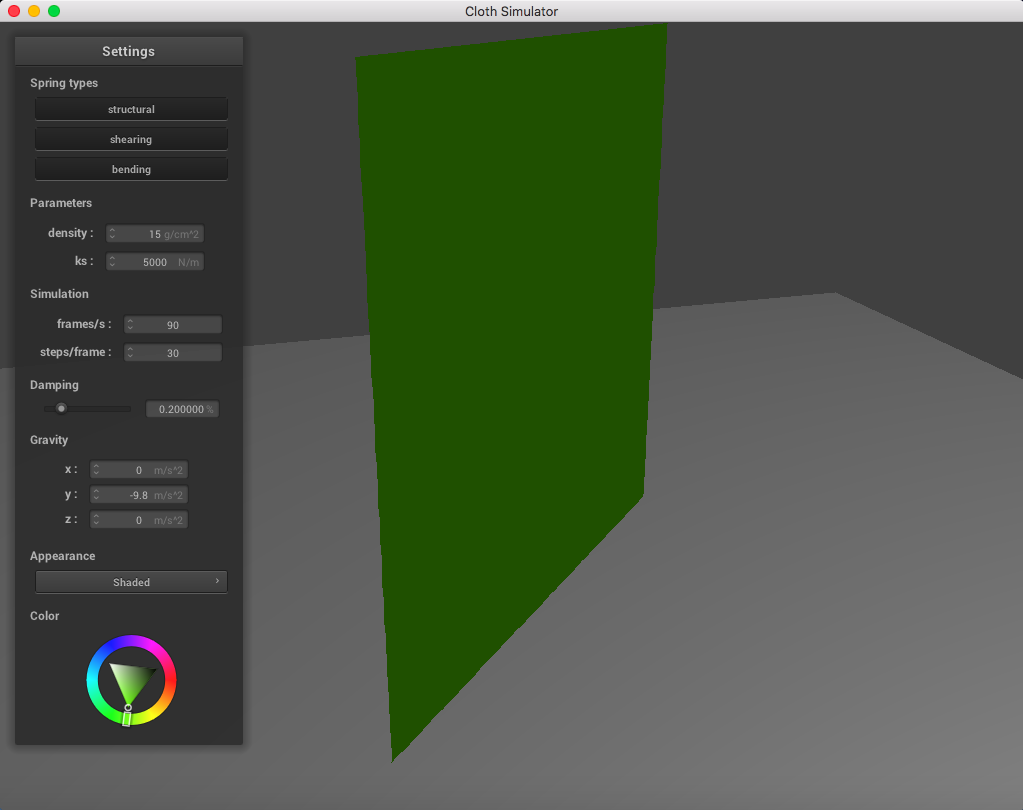 Cloth Simulator
Settings
Spring types
structural
shearing
bending
Parameters
density : 15 g/cm^2
ks : 5000 N/m
Simulation
frames/s : 90
steps/frame : 30
Damping
0.200000 %
Gravity
x : 0 m/s^2
y : -9.8 m/s^2
z : 0 m/s^2
Appearance
Shaded
Color